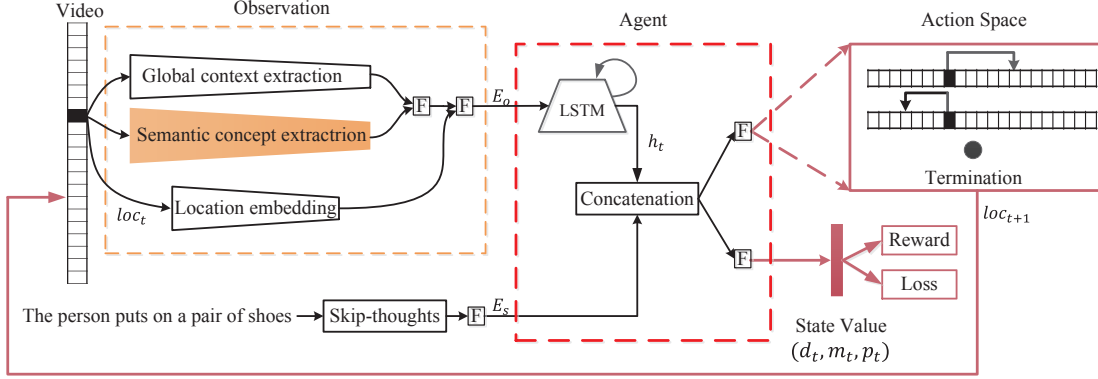 Video
Observation
Agent
Action Space
Global context extraction
Semantic concept extractrion
Location embedding
loc_t
F
F
E_o
LSTM
h_t
Concatenation
F
F
Termination
loc_{t+1}
Reward
Loss
The person puts on a pair of shoes
Skip-thoughts
F
E_s
State Value
(d_t, m_t, p_t)